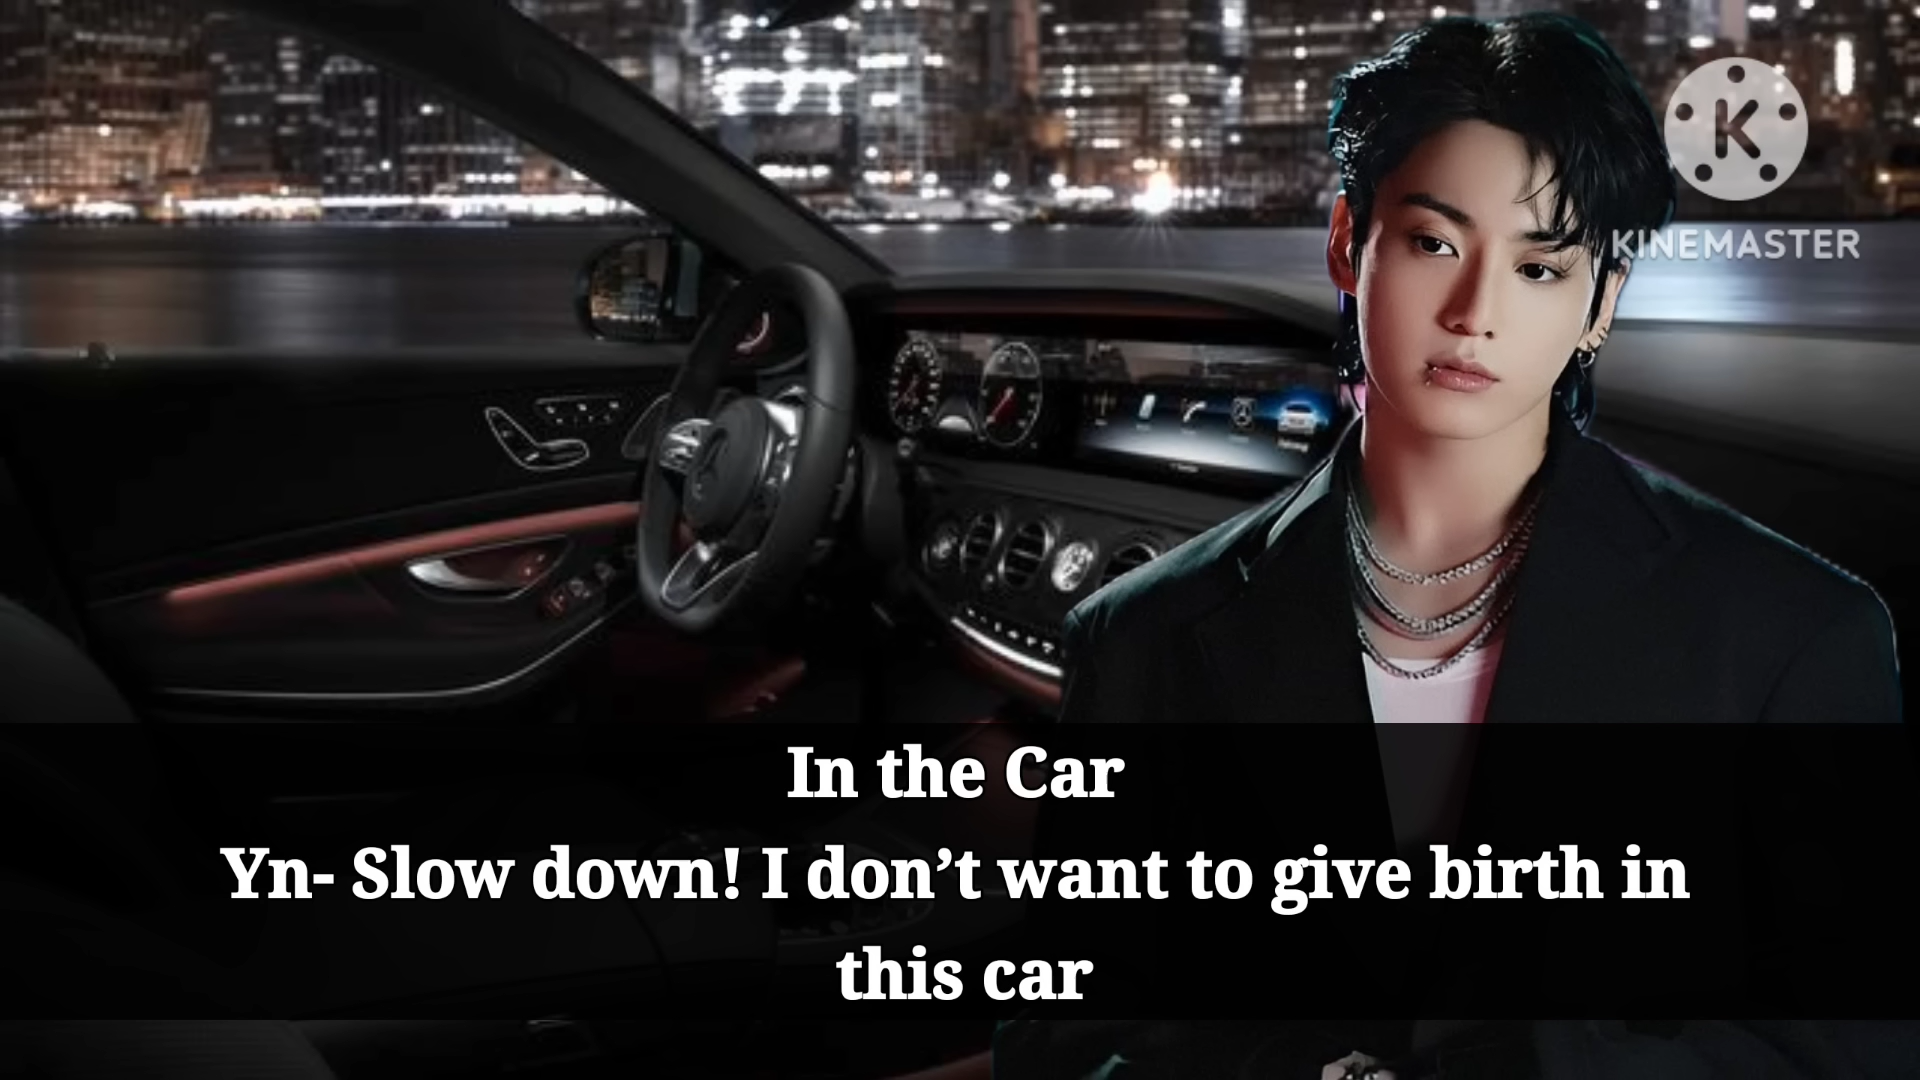 K
KINEMASTER
In the Car
Yn- Slow down! I don’t want to give birth in
this car